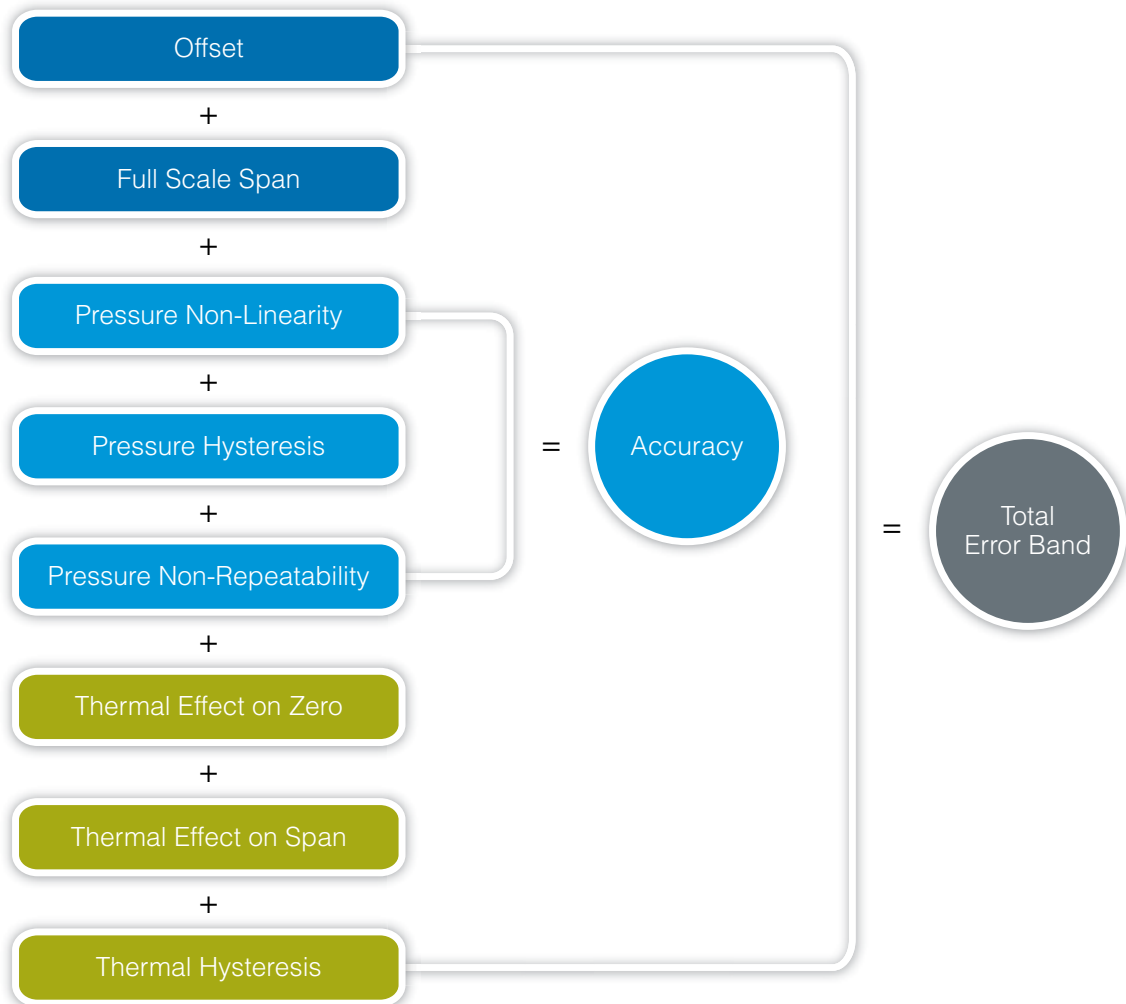 Offset
+
Full Scale Span
+
Pressure Non-Linearity
+
Pressure Hysteresis
+
Pressure Non-Repeatability
+
Thermal Effect on Zero
+
Thermal Effect on Span
+
Thermal Hysteresis
=
Accuracy
=
Total
Error Band